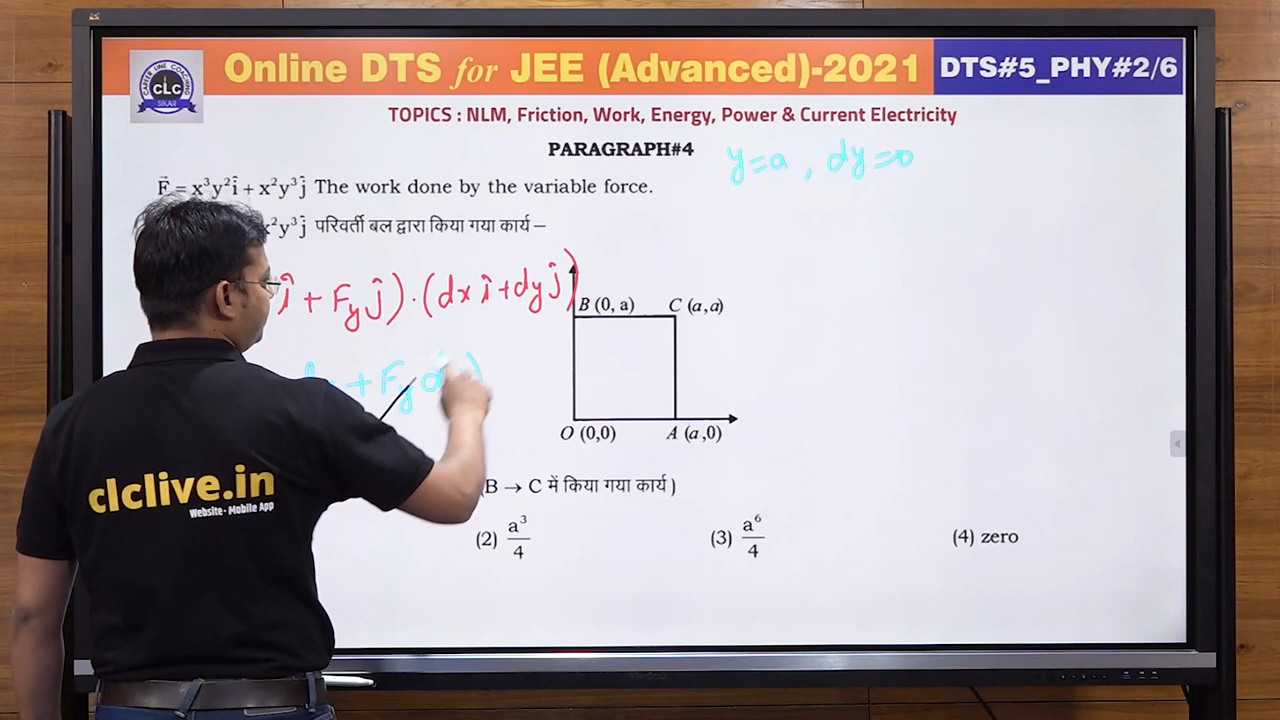 Online DTS for JEE (Advanced)-2021
DTS#5_PHY#2/6
CAREER LINE COACHING
CLC
SIKAR
TOPICS : NLM, Friction, Work, Energy, Power & Current Electricity
PARAGRAPH#4
y=a , dy=0
F⃗ = x³y²î + x²y³ĵ The work done by the variable force.
x²y³ĵ परिवर्ती बल द्वारा किया गया कार्य –
î + Fyĵ) · (dx î + dy ĵ)
B (0, a) C (a,a)
+ Fy d )
O (0,0) A (a,0)
(B → C में किया गया कार्य)
(2) a³/4 (3) a⁶/4 (4) zero
clclive.in
Website- Mobile App